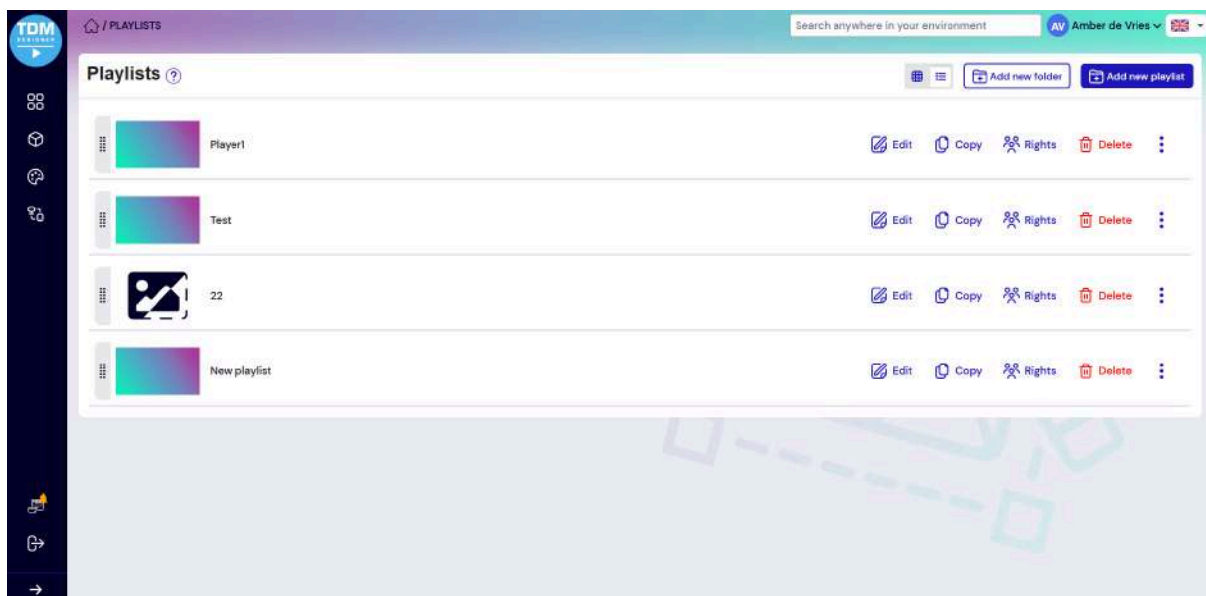 TDM
DESIGNER
/ PLAYLISTS
Search anywhere in your environment
AV
Amber de Vries
Playlists ?
Add new folder
Add new playlist
Player1
Edit
Copy
Rights
Delete
Test
Edit
Copy
Rights
Delete
22
Edit
Copy
Rights
Delete
New playlist
Edit
Copy
Rights
Delete